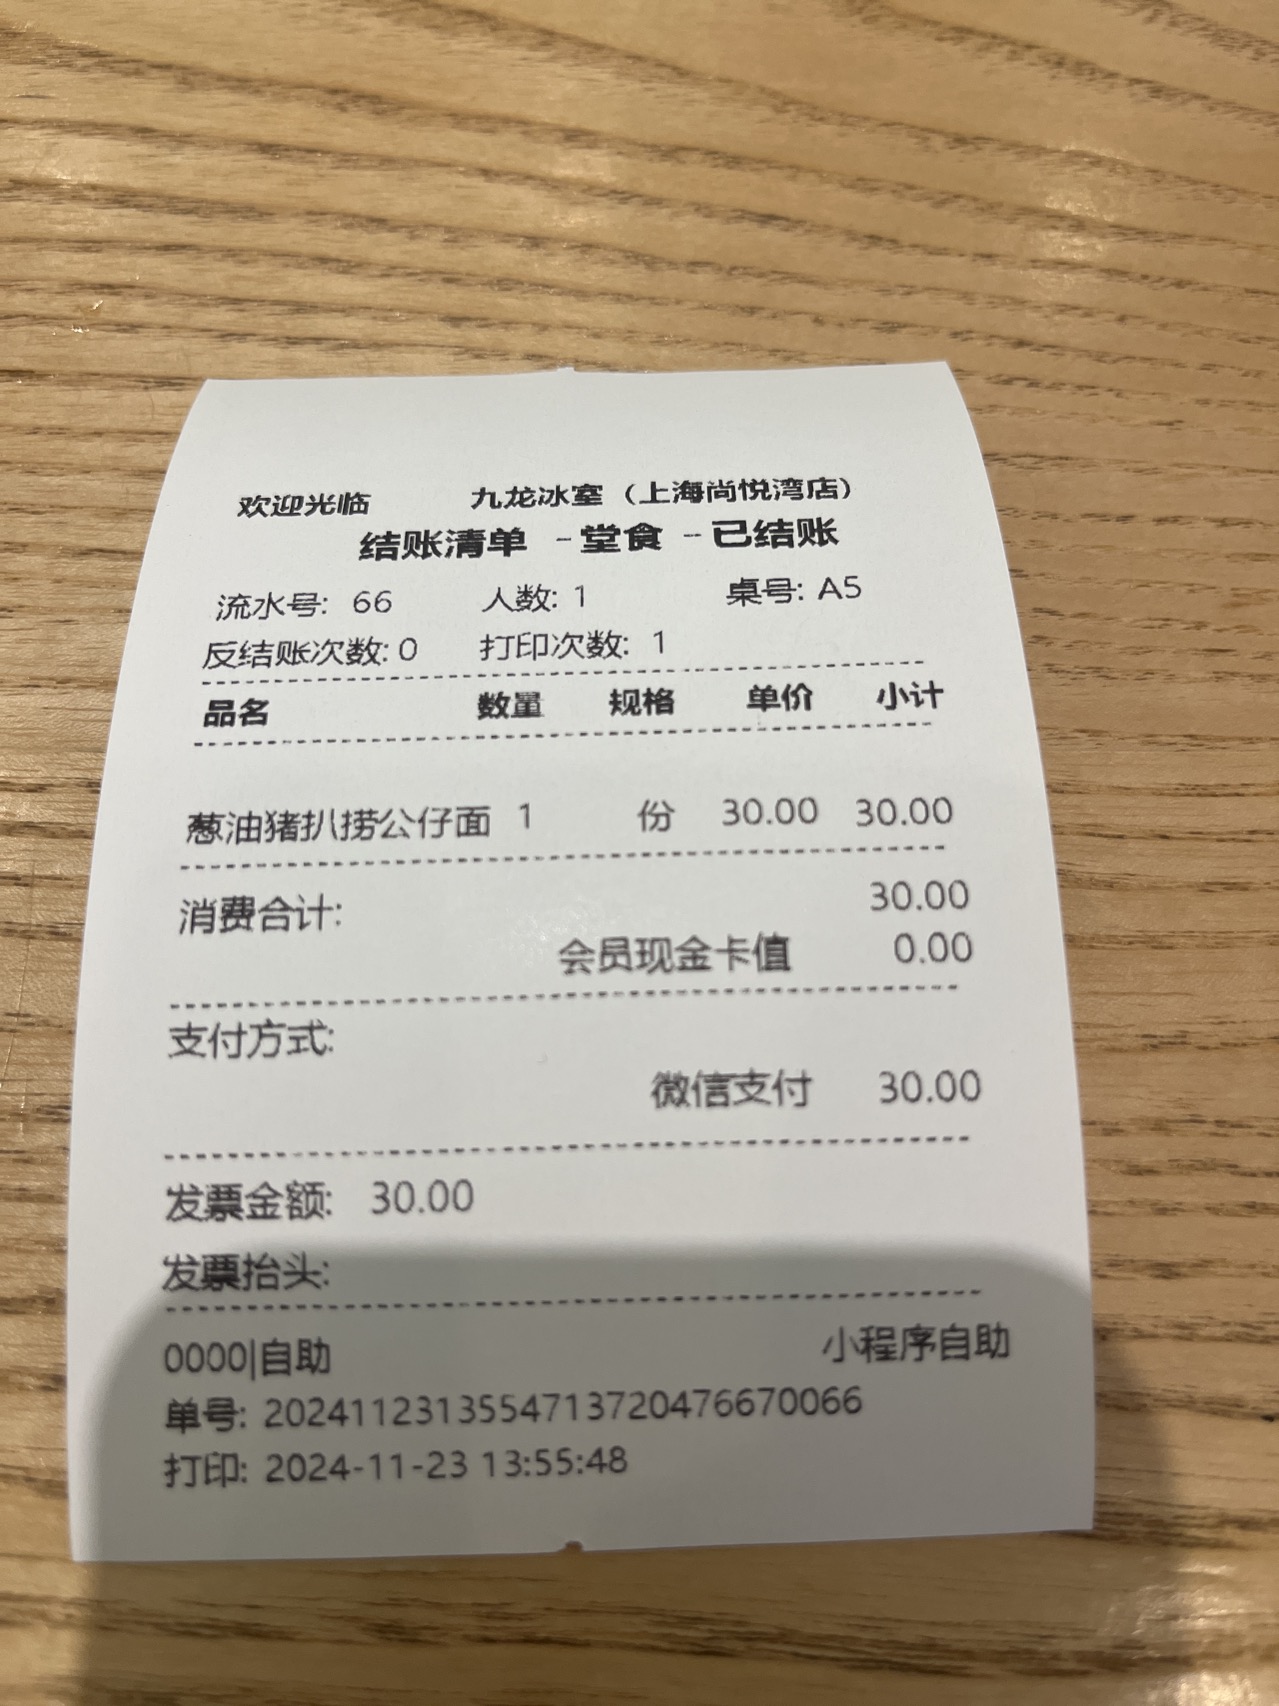 欢迎光临 九龙冰室（上海尚悦湾店）
结账清单 -堂食 -已结账
流水号: 66 人数: 1 桌号: A5
反结账次数: 0 打印次数: 1
品名 数量 规格 单价 小计
葱油猪扒捞公仔面 1 份 30.00 30.00
消费合计: 30.00
会员现金卡值 0.00
支付方式:
微信支付 30.00
发票金额: 30.00
发票抬头:
0000|自助 小程序自助
单号: 2024112313554713720476670066
打印: 2024-11-23 13:55:48